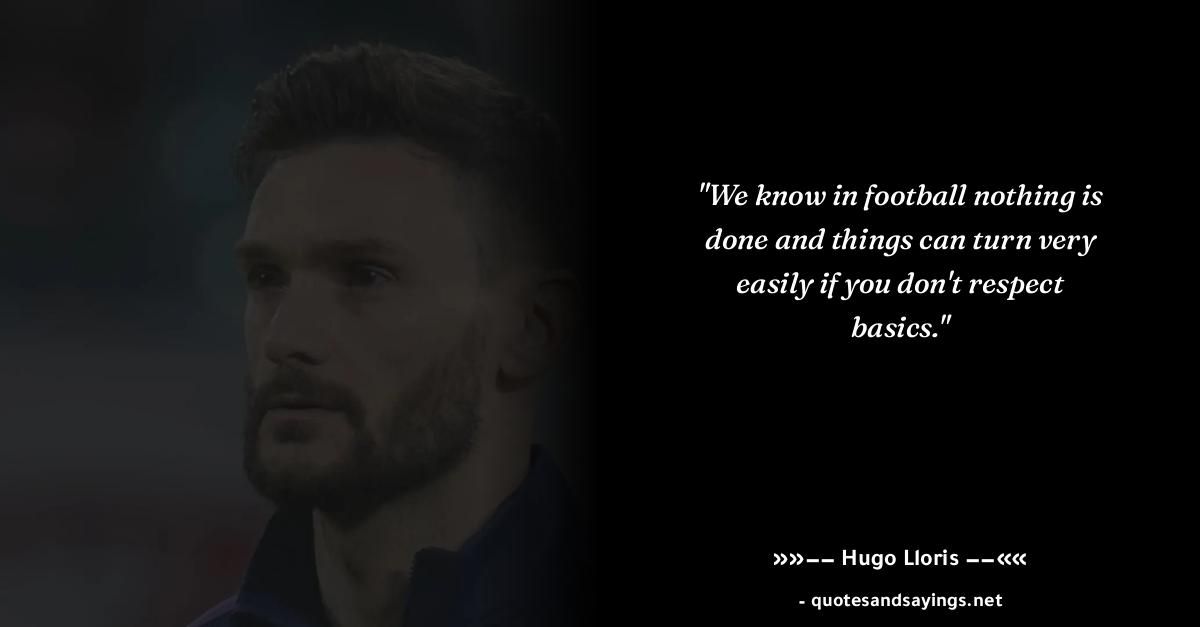 "We know in football nothing is
done and things can turn very
easily if you don't respect
basics."
»»−− Hugo Lloris −−««
- quotesandsayings.net